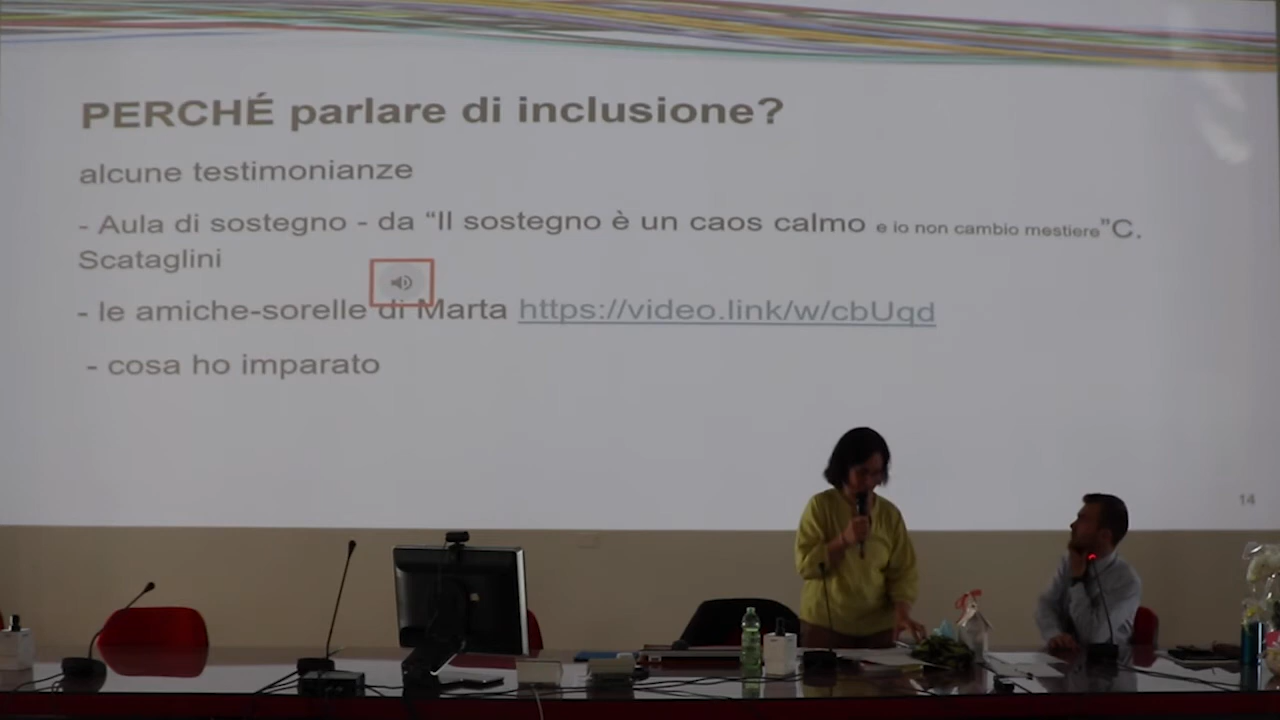 PERCHÉ parlare di inclusione?
alcune testimonianze
- Aula di sostegno - da “Il sostegno è un caos calmo e io non cambio mestiere”C.
Scataglini
- le amiche-sorelle di Marta https://video.link/w/cbUqd
- cosa ho imparato
14